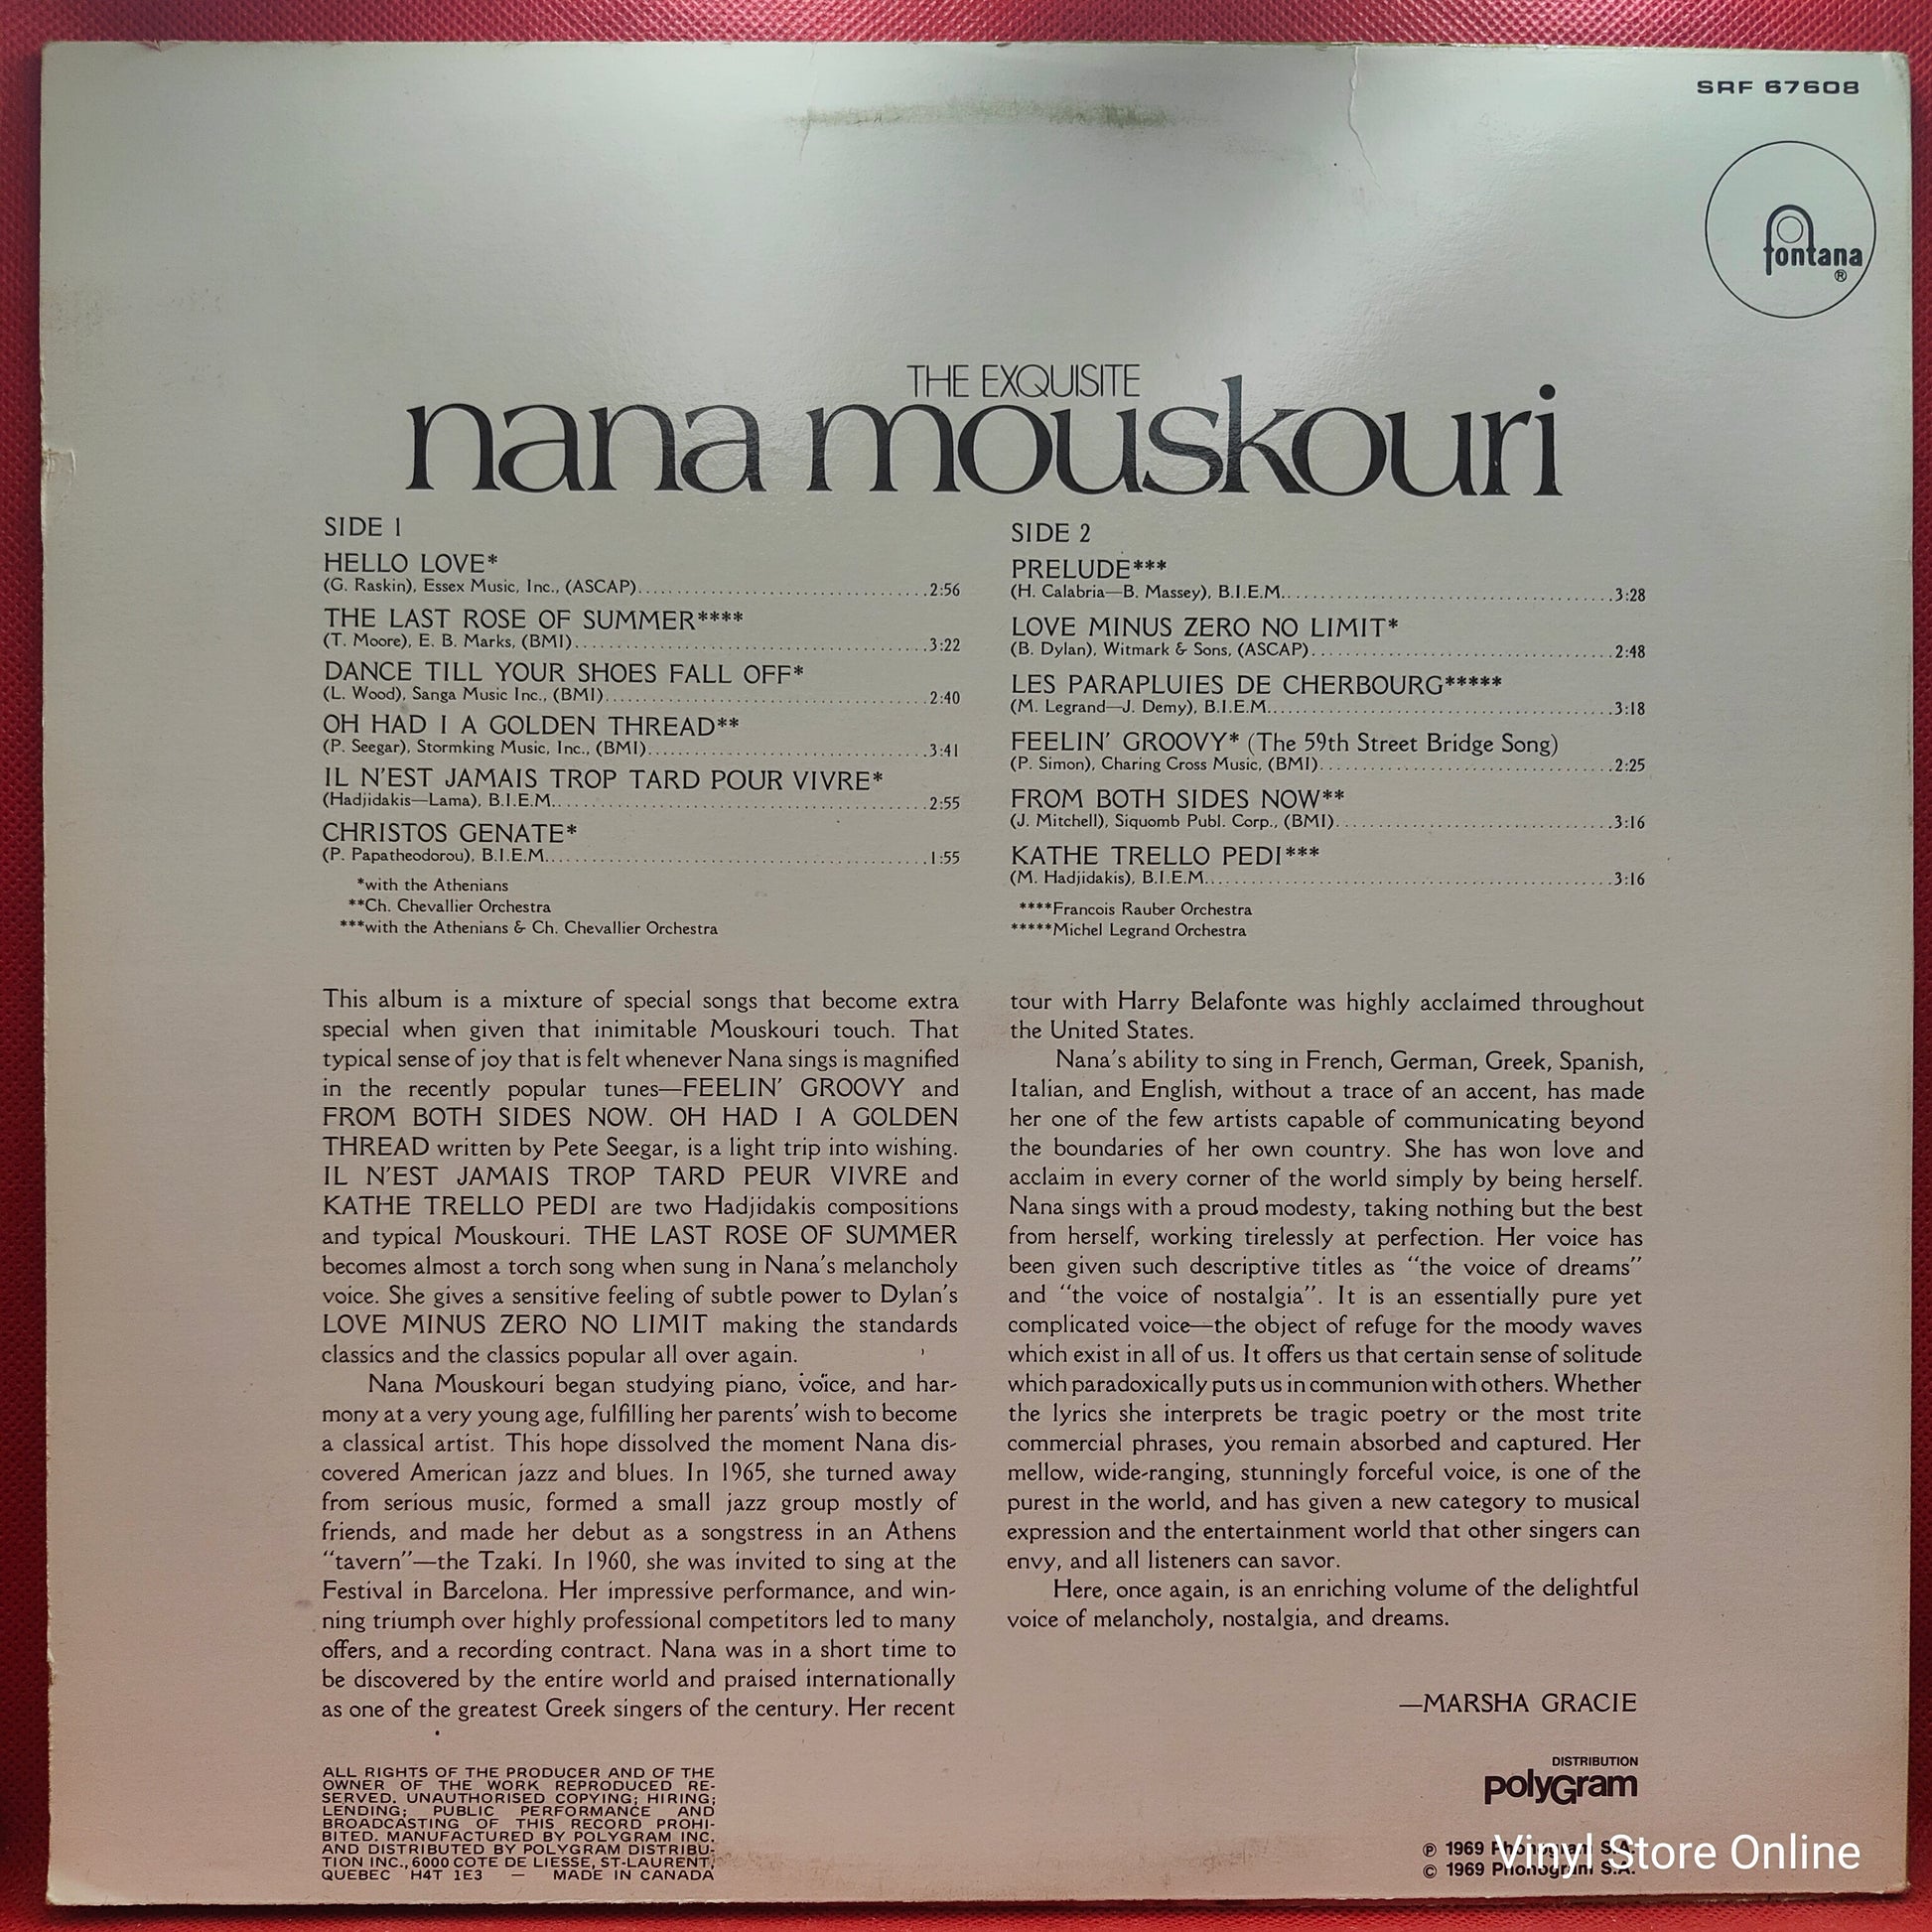 SRF 67608
fontana
®
THE EXQUISITE
nana mouskouri
SIDE 1
HELLO LOVE*
(G. Raskin), Essex Music, Inc., (ASCAP)..........2:56
THE LAST ROSE OF SUMMER****
(T. Moore), E. B. Marks, (BMI)..........3:22
DANCE TILL YOUR SHOES FALL OFF*
(L. Wood), Sanga Music Inc., (BMI)..........2:40
OH HAD I A GOLDEN THREAD**
(P. Seegar), Stormking Music, Inc., (BMI)..........3:41
IL N'EST JAMAIS TROP TARD POUR VIVRE*
(Hadjidakis—Lama), B.I.E.M...........2:55
CHRISTOS GENATE*
(P. Papatheodorou), B.I.E.M...........1:55
*with the Athenians
**Ch. Chevallier Orchestra
***with the Athenians & Ch. Chevallier Orchestra
SIDE 2
PRELUDE***
(H. Calabria—B. Massey), B.I.E.M...........3:28
LOVE MINUS ZERO NO LIMIT*
(B. Dylan), Witmark & Sons, (ASCAP)..........2:48
LES PARAPLUIES DE CHERBOURG*****
(M. Legrand—J. Demy), B.I.E.M...........3:18
FEELIN' GROOVY* (The 59th Street Bridge Song)
(P. Simon), Charing Cross Music, (BMI)..........2:25
FROM BOTH SIDES NOW**
(J. Mitchell), Siquomb Publ. Corp., (BMI)..........3:16
KATHE TRELLO PEDI***
(M. Hadjidakis), B.I.E.M...........3:16
****Francois Rauber Orchestra
*****Michel Legrand Orchestra
This album is a mixture of special songs that become extra
special when given that inimitable Mouskouri touch. That
typical sense of joy that is felt whenever Nana sings is magnified
in the recently popular tunes—FEELIN' GROOVY and
FROM BOTH SIDES NOW. OH HAD I A GOLDEN
THREAD written by Pete Seegar, is a light trip into wishing.
IL N'EST JAMAIS TROP TARD PEUR VIVRE and
KATHE TRELLO PEDI are two Hadjidakis compositions
and typical Mouskouri. THE LAST ROSE OF SUMMER
becomes almost a torch song when sung in Nana's melancholy
voice. She gives a sensitive feeling of subtle power to Dylan's
LOVE MINUS ZERO NO LIMIT making the standards
classics and the classics popular all over again.
Nana Mouskouri began studying piano, voice, and har-
mony at a very young age, fulfilling her parents' wish to become
a classical artist. This hope dissolved the moment Nana dis-
covered American jazz and blues. In 1965, she turned away
from serious music, formed a small jazz group mostly of
friends, and made her debut as a songstress in an Athens
"tavern"—the Tzaki. In 1960, she was invited to sing at the
Festival in Barcelona. Her impressive performance, and win-
ning triumph over highly professional competitors led to many
offers, and a recording contract. Nana was in a short time to
be discovered by the entire world and praised internationally
as one of the greatest Greek singers of the century. Her recent
tour with Harry Belafonte was highly acclaimed throughout
the United States.
Nana's ability to sing in French, German, Greek, Spanish,
Italian, and English, without a trace of an accent, has made
her one of the few artists capable of communicating beyond
the boundaries of her own country. She has won love and
acclaim in every corner of the world simply by being herself.
Nana sings with a proud modesty, taking nothing but the best
from herself, working tirelessly at perfection. Her voice has
been given such descriptive titles as "the voice of dreams"
and "the voice of nostalgia". It is an essentially pure yet
complicated voice—the object of refuge for the moody waves
which exist in all of us. It offers us that certain sense of solitude
which paradoxically puts us in communion with others. Whether
the lyrics she interprets be tragic poetry or the most trite
commercial phrases, you remain absorbed and captured. Her
mellow, wide-ranging, stunningly forceful voice, is one of the
purest in the world, and has given a new category to musical
expression and the entertainment world that other singers can
envy, and all listeners can savor.
Here, once again, is an enriching volume of the delightful
voice of melancholy, nostalgia, and dreams.
—MARSHA GRACIE
ALL RIGHTS OF THE PRODUCER AND OF THE
OWNER OF THE WORK REPRODUCED RE-
SERVED. UNAUTHORISED COPYING; HIRING;
LENDING; PUBLIC PERFORMANCE AND
BROADCASTING OF THIS RECORD PROHI-
BITED. MANUFACTURED BY POLYGRAM INC.
AND DISTRIBUTED BY POLYGRAM DISTRIBU-
TION INC., 6000 COTE DE LIESSE, ST-LAURENT,
QUEBEC H4T 1E3 — MADE IN CANADA
DISTRIBUTION
polyGram
℗ 1969 Phonogram S.A.
© 1969 Phonogram S.A.
Vinyl Store Online